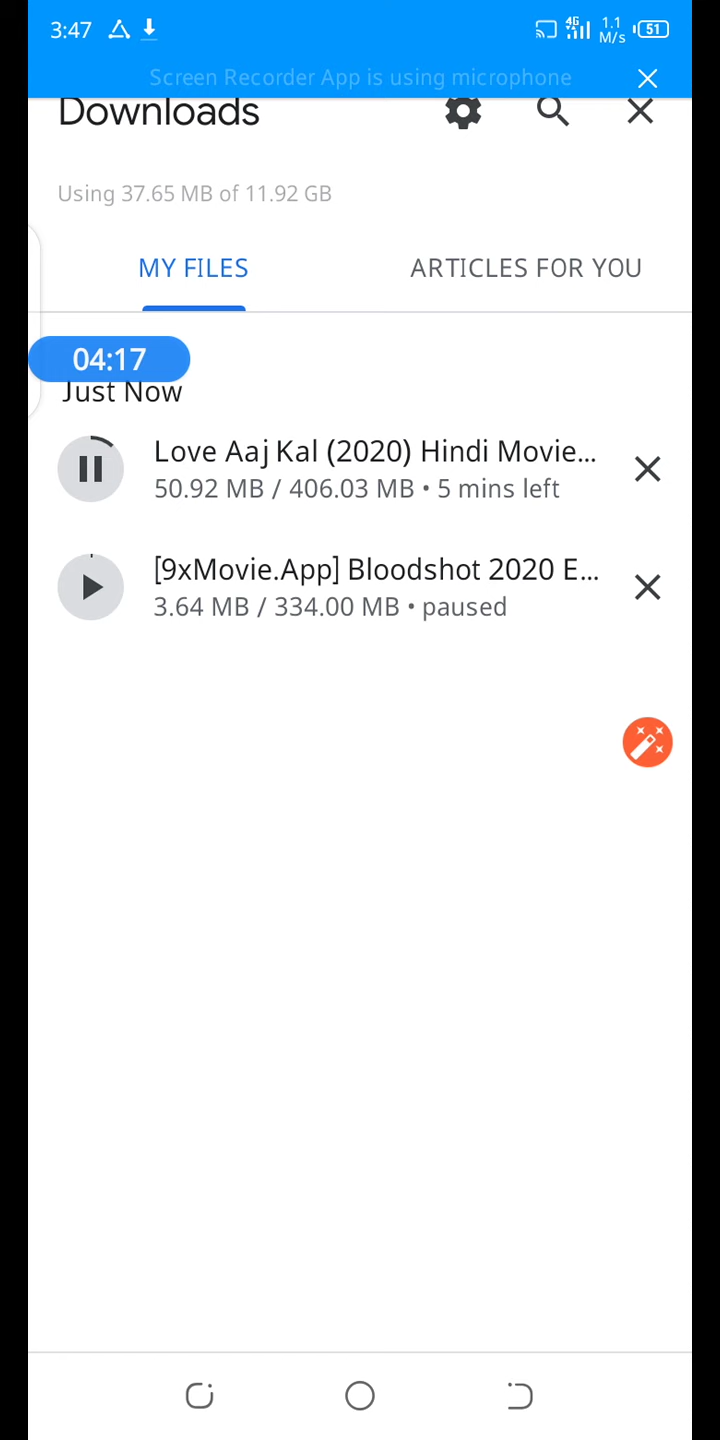 3:47
4G
1.1
M/s
51
Screen Recorder App is using microphone
Downloads
Using 37.65 MB of 11.92 GB
MY FILES
ARTICLES FOR YOU
04:17
Just Now
Love Aaj Kal (2020) Hindi Movie...
50.92 MB / 406.03 MB • 5 mins left
[9xMovie.App] Bloodshot 2020 E...
3.64 MB / 334.00 MB • paused